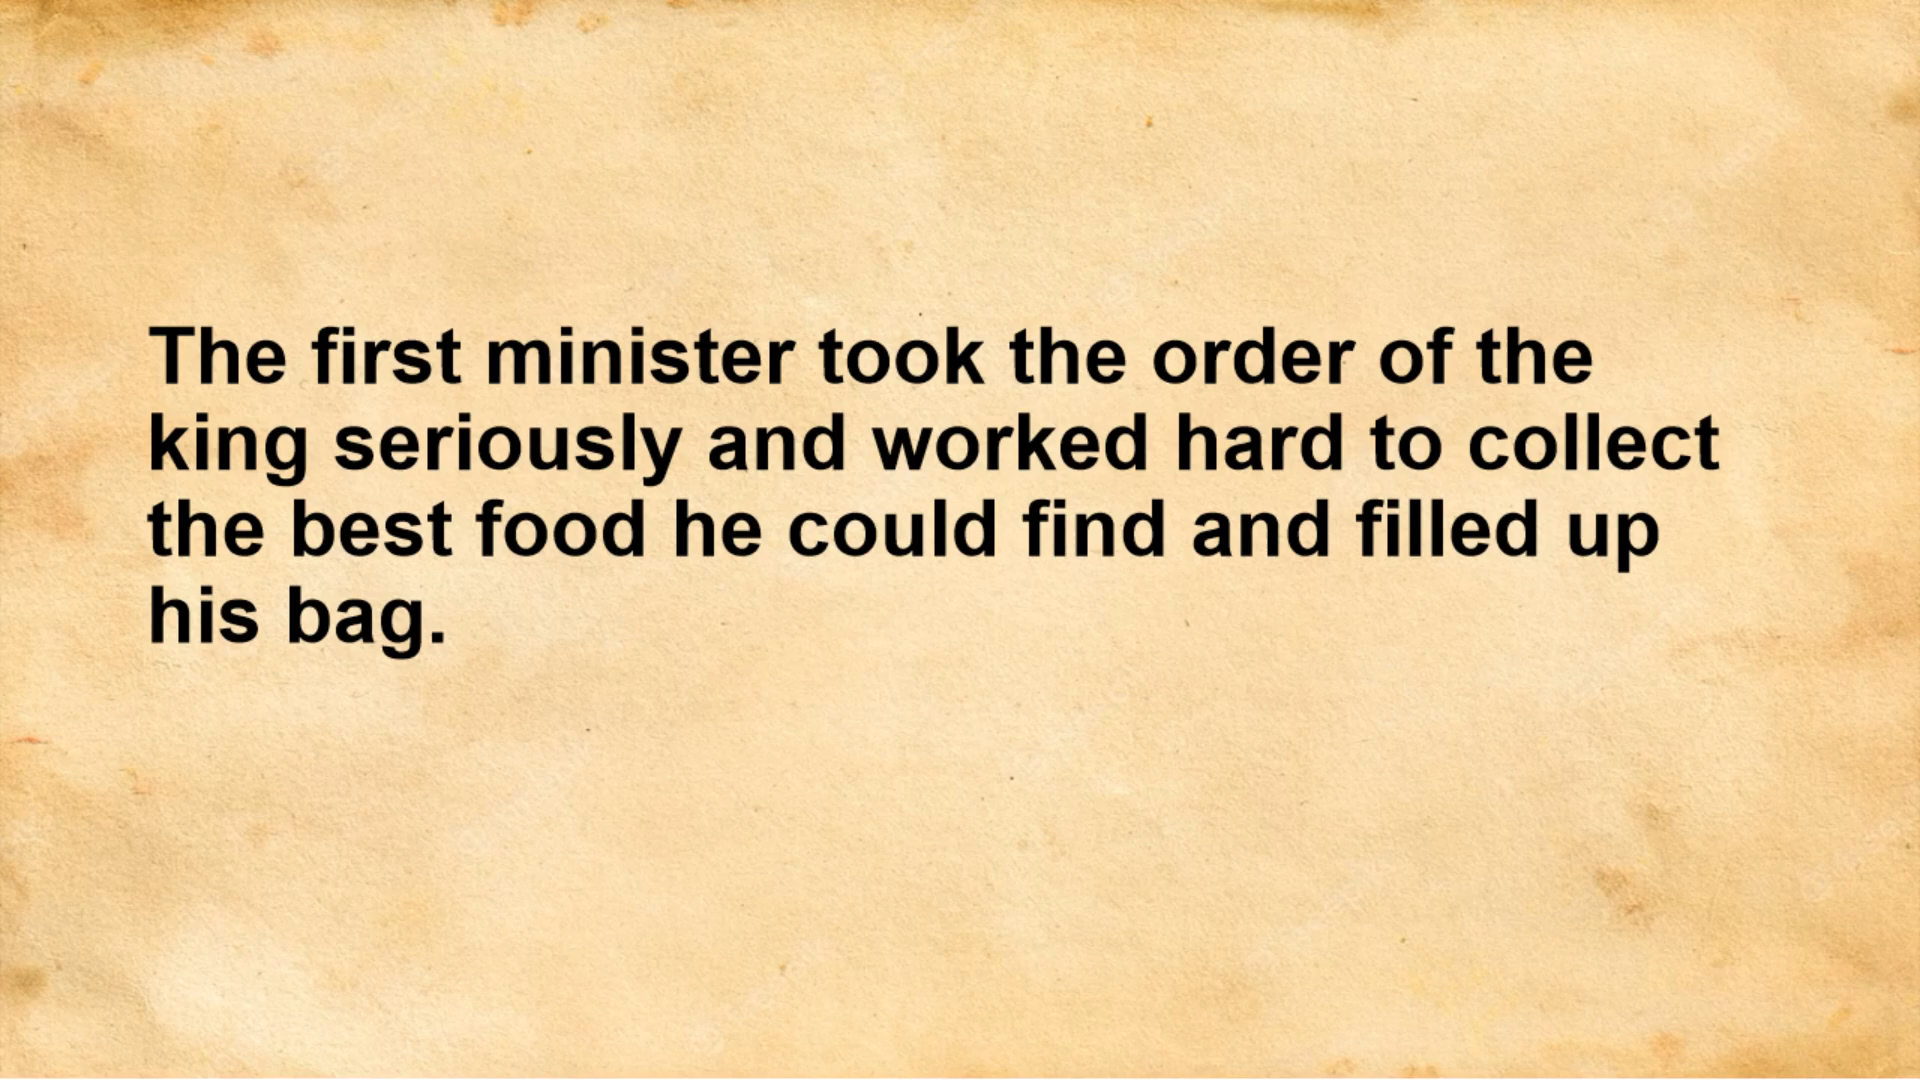 The first minister took the order of the
king seriously and worked hard to collect
the best food he could find and filled up
his bag.